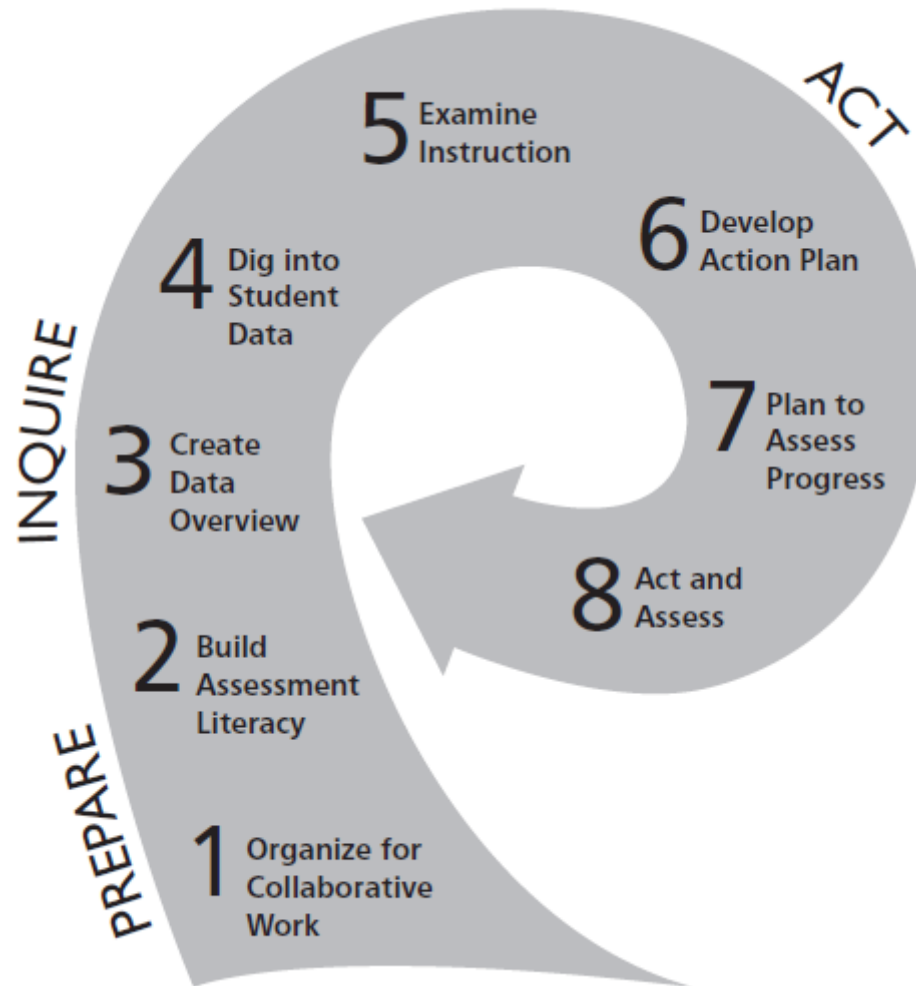 PREPARE
1 Organize for
Collaborative
Work
2 Build
Assessment
Literacy
INQUIRE
3 Create
Data
Overview
4 Dig into
Student
Data
5 Examine
Instruction
ACT
6 Develop
Action Plan
7 Plan to
Assess
Progress
8 Act and
Assess